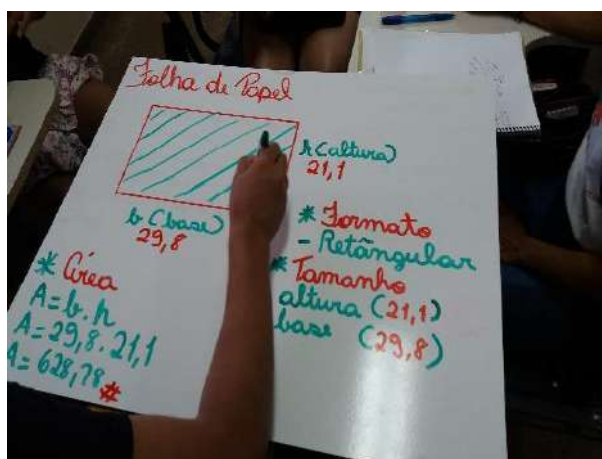 Folha de Papel
h (altura)
21,1
b (base)
29,8
* Formato
- Retângular
* Tamanho
altura (21,1)
base (29,8)
* Área
A = b.h
A = 29,8 . 21,1
A = 628,78 #